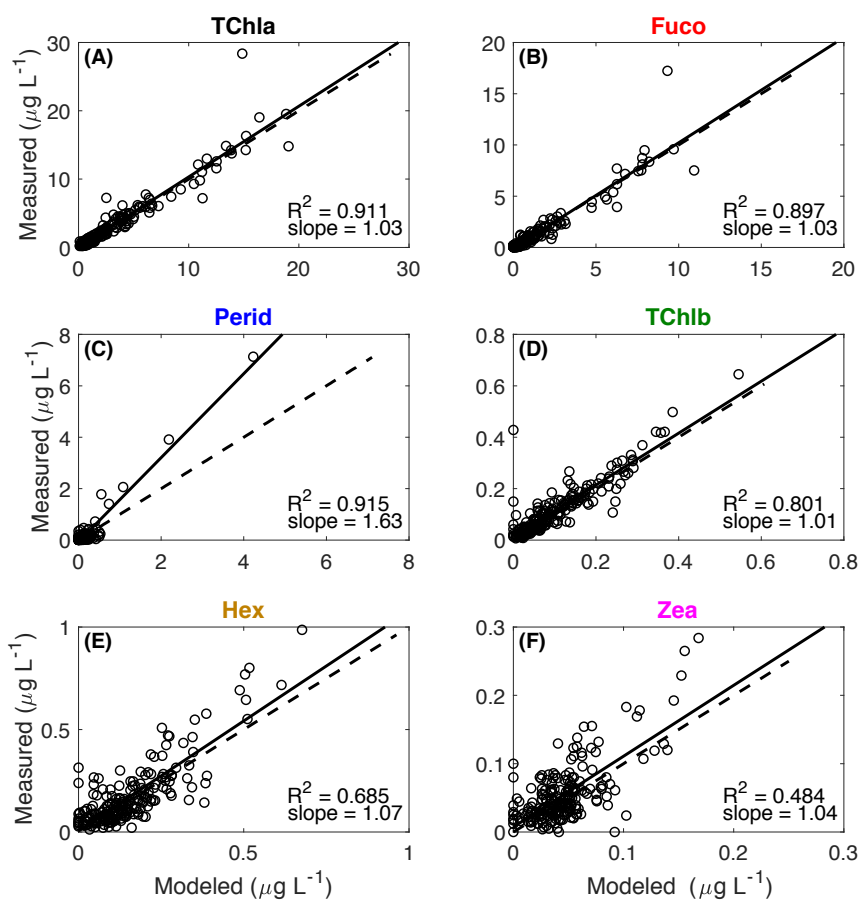 TChla
(A)
Measured (μg L⁻¹)
30
20
10
0
0
10
20
30
R² = 0.911
slope = 1.03
Fuco
(B)
20
15
10
5
0
0
5
10
15
20
R² = 0.897
slope = 1.03
Perid
(C)
Measured (μg L⁻¹)
8
6
4
2
0
0
2
4
6
8
R² = 0.915
slope = 1.63
TChlb
(D)
0.8
0.6
0.4
0.2
0
0
0.2
0.4
0.6
0.8
R² = 0.801
slope = 1.01
Hex
(E)
Measured (μg L⁻¹)
1
0.5
0
0
0.5
1
R² = 0.685
slope = 1.07
Modeled (μg L⁻¹)
Zea
(F)
0.3
0.2
0.1
0
0
0.1
0.2
0.3
R² = 0.484
slope = 1.04
Modeled (μg L⁻¹)